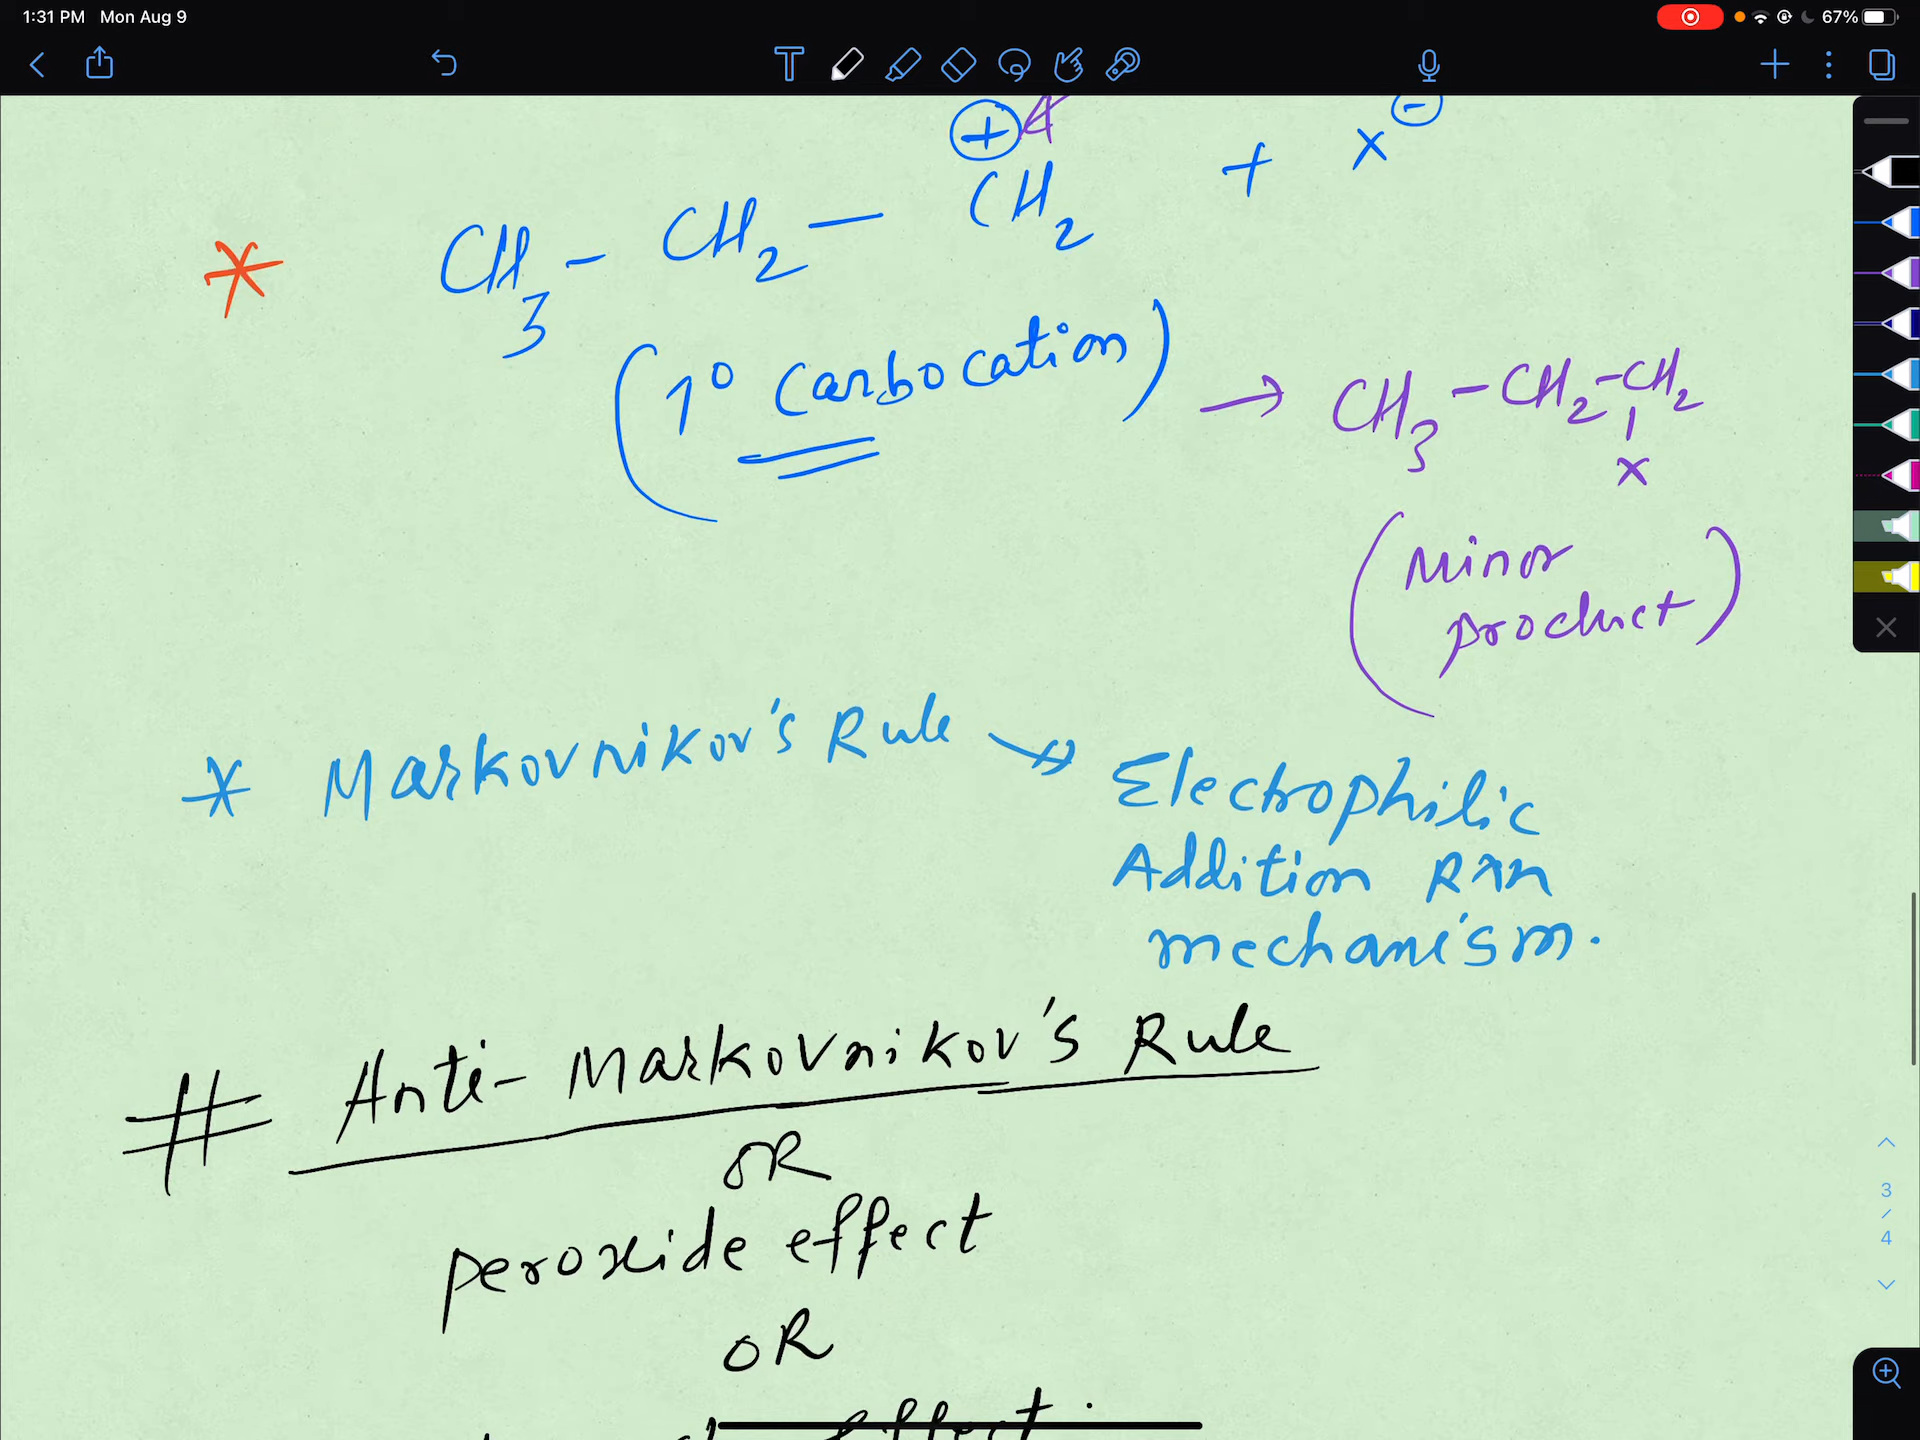 1:31 PM Mon Aug 9
67%
⊕
CH₃ - CH₂ — CH₂ + X⊖
(1° Carbocation) → CH₃ - CH₂ - CH₂
X
(Minor
product)
* Markovnikov's Rule → Electrophilic
Addition Rxn
mechanism.
# Anti- Markovnikov's Rule
OR
peroxide effect
OR
effect.
3
/
4